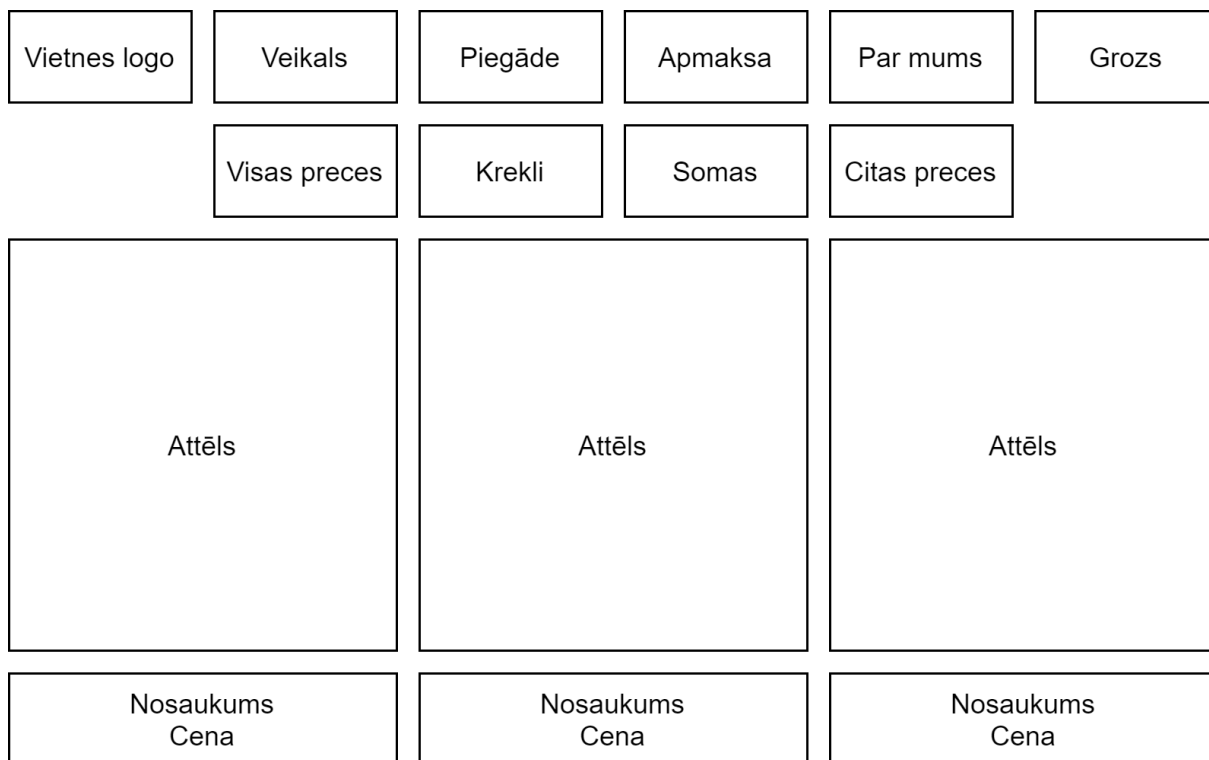 Vietnes logo
Veikals
Piegāde
Apmaksa
Par mums
Grozs
Visas preces
Krekli
Somas
Citas preces
Attēls
Attēls
Attēls
Nosaukums
Cena
Nosaukums
Cena
Nosaukums
Cena